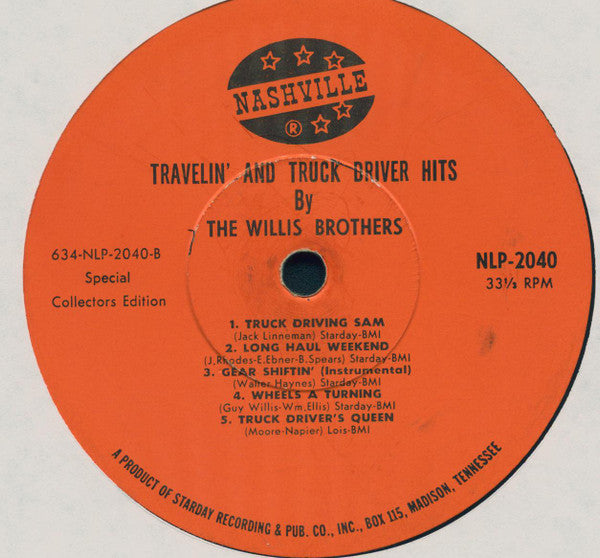 NASHVILLE
®
TRAVELIN' AND TRUCK DRIVER HITS
By
THE WILLIS BROTHERS
634-NLP-2040-B
Special
Collectors Edition
NLP-2040
33⅓ RPM
1. TRUCK DRIVING SAM
(Jack Linneman) Starday-BMI
2. LONG HAUL WEEKEND
(J.Rhodes-E.Ebner-B.Spears) Starday-BMI
3. GEAR SHIFTIN' (Instrumental)
(Walter Haynes) Starday-BMI
4. WHEELS A TURNING
(Guy Willis-Wm.Ellis) Starday-BMI
5. TRUCK DRIVER'S QUEEN
(Moore-Napier) Lois-BMI
A PRODUCT OF STARDAY RECORDING & PUB. CO., INC., BOX 115, MADISON, TENNESSEE